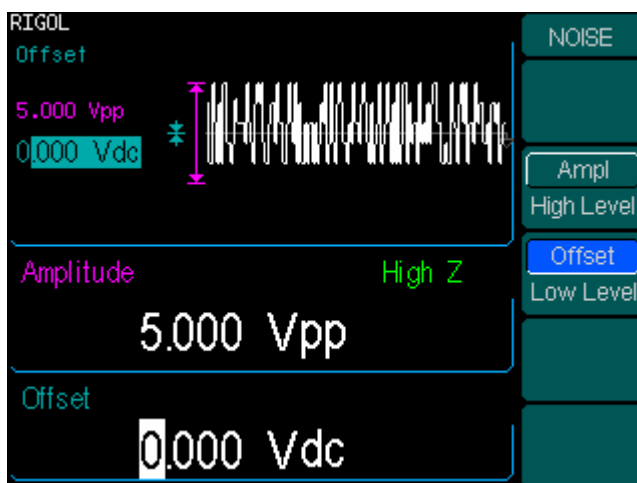 RIGOL
Offset
5.000 Vpp
0.000 Vdc
NOISE
Ampl
High Level
Offset
Low Level
Amplitude
High Z
5.000 Vpp
Offset
0.000 Vdc